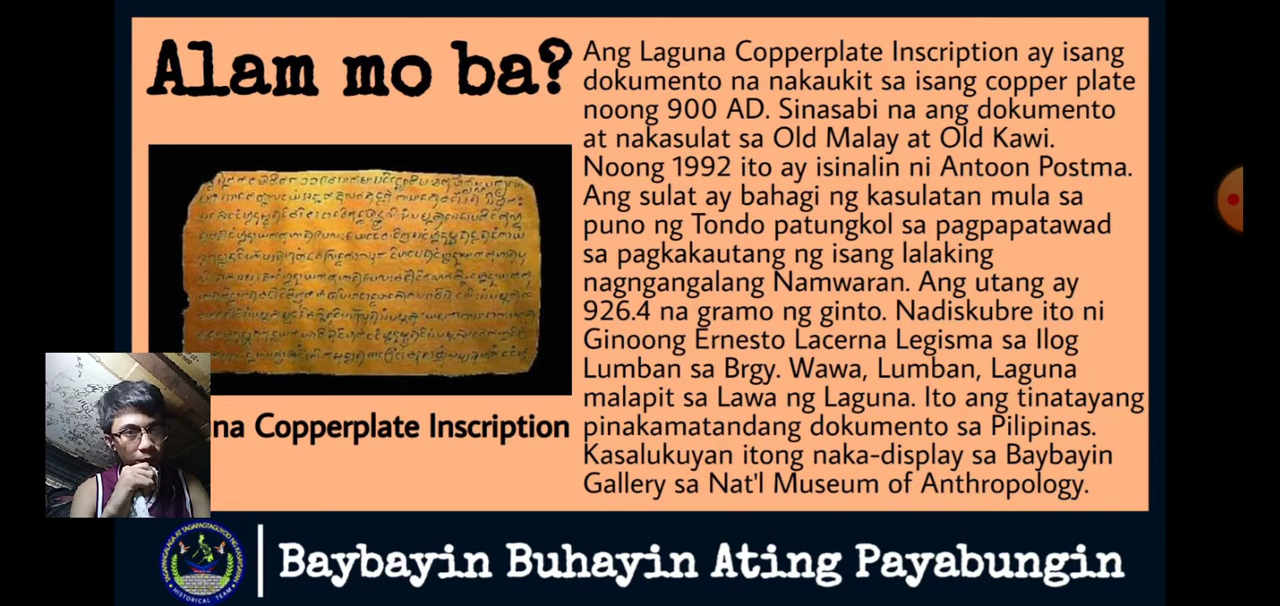 Alam mo ba?
Ang Laguna Copperplate Inscription ay isang
dokumento na nakaukit sa isang copper plate
noong 900 AD. Sinasabi na ang dokumento
at nakasulat sa Old Malay at Old Kawi.
Noong 1992 ito ay isinalin ni Antoon Postma.
Ang sulat ay bahagi ng kasulatan mula sa
puno ng Tondo patungkol sa pagpapatawad
sa pagkakautang ng isang lalaking
nagngangalang Namwaran. Ang utang ay
926.4 na gramo ng ginto. Nadiskubre ito ni
Ginoong Ernesto Lacerna Legisma sa Ilog
Lumban sa Brgy. Wawa, Lumban, Laguna
malapit sa Lawa ng Laguna. Ito ang tinatayang
pinakamatandang dokumento sa Pilipinas.
Kasalukuyan itong naka-display sa Baybayin
Gallery sa Nat'l Museum of Anthropology.
na Copperplate Inscription
HISTORICAL TEAM
Baybayin Buhayin Ating Payabungin